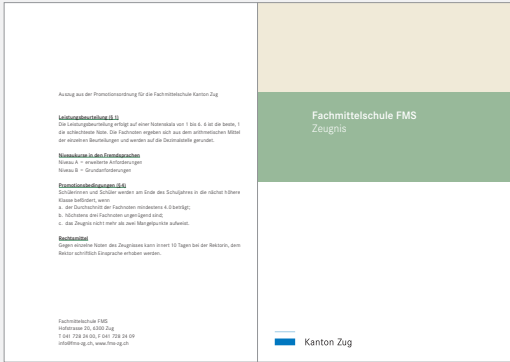 Auszug aus der Promotionsordnung für die Fachmittelschule Kanton Zug
Leistungsbeurteilung (§ 1)
Die Leistungsbeurteilung erfolgt auf einer Notenskala von 1 bis 6. 6 ist die beste, 1
die schlechteste Note. Die Fachnoten ergeben sich aus dem arithmetischen Mittel
der einzelnen Beurteilungen und werden auf die Dezimalstelle gerundet.
Niveaukurse in den Fremdsprachen
Niveau A = erweiterte Anforderungen
Niveau B = Grundanforderungen
Promotionsbedingungen (§4)
Schülerinnen und Schüler werden am Ende des Schuljahres in die nächst höhere
Klasse befördert, wenn
a. der Durchschnitt der Fachnoten mindestens 4.0 beträgt;
b. höchstens drei Fachnoten ungenügend sind;
c. das Zeugnis nicht mehr als zwei Mangelpunkte aufweist.
Rechtsmittel
Gegen einzelne Noten des Zeugnisses kann innert 10 Tagen bei der Rektorin, dem
Rektor schriftlich Einsprache erhoben werden.
Fachmittelschule FMS
Hofstrasse 20, 6300 Zug
T 041 728 24 00, F 041 728 24 09
info@fms-zg.ch, www.fms-zg.ch
Fachmittelschule FMS
Zeugnis
Kanton Zug